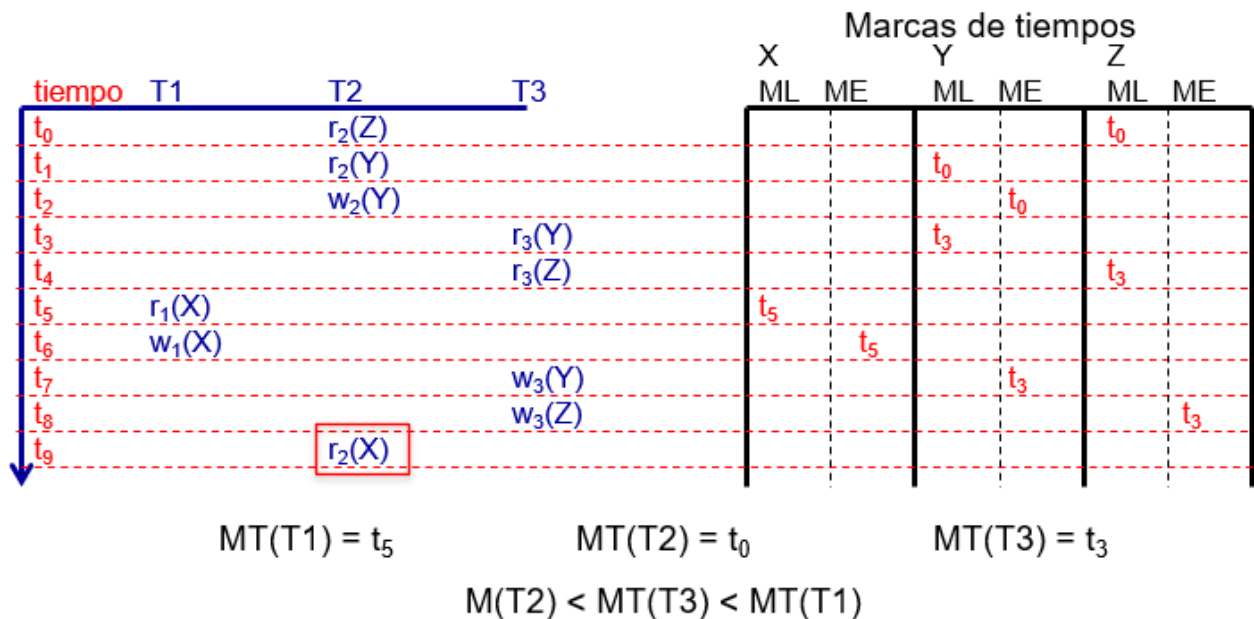 Marcas de tiempos
X Y Z
tiempo T1 T2 T3 ML ME ML ME ML ME
t₀ r₂(Z) t₀
t₁ r₂(Y) t₀
t₂ w₂(Y) t₀
t₃ r₃(Y) t₃
t₄ r₃(Z) t₃
t₅ r₁(X) t₅
t₆ w₁(X) t₅
t₇ w₃(Y) t₃
t₈ w₃(Z) t₃
t₉ r₂(X)
MT(T1) = t₅ MT(T2) = t₀ MT(T3) = t₃
M(T2) < MT(T3) < MT(T1)